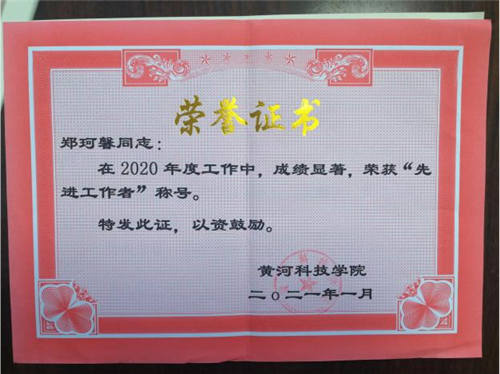 荣誉证书
郑珂馨同志：
在2020年度工作中，成绩显著，荣获“先
进工作者”称号。
特发此证，以资鼓励。
黄河科技学院
二〇二一年一月